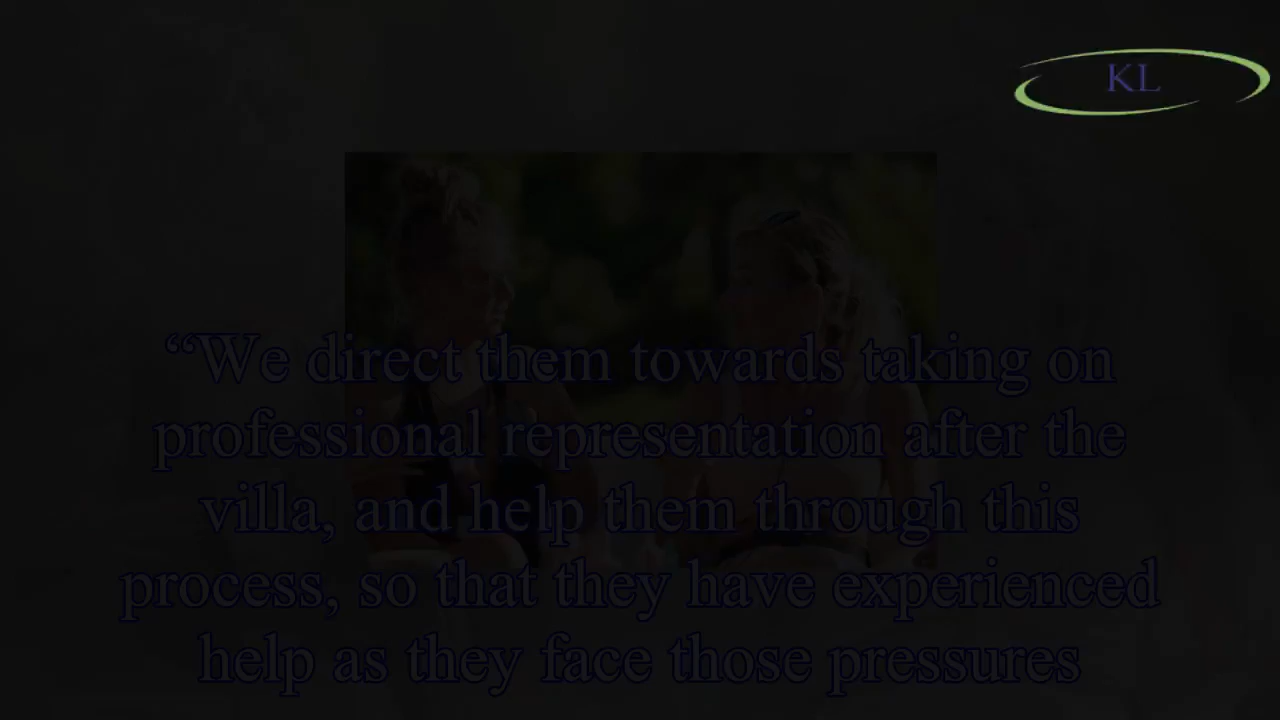 KL
“We direct them towards taking on
professional representation after the
villa, and help them through this
process, so that they have experienced
help as they face those pressures